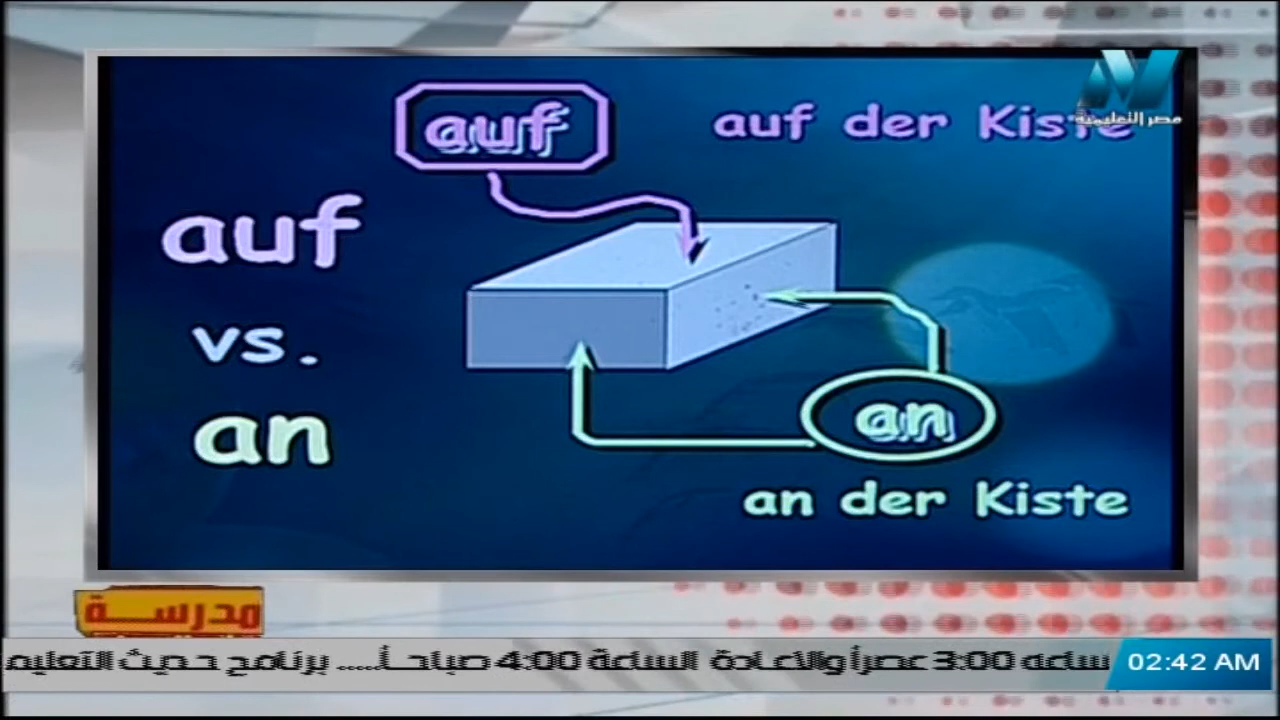 auf
auf der Kiste
مصر التعليمية
auf
vs.
an
an
an der Kiste
مدرسة
ساعه 3:00 عصراً والاعادة الساعة 4:00 صباحاً..... برنامج حديث التعليم
02:42 AM